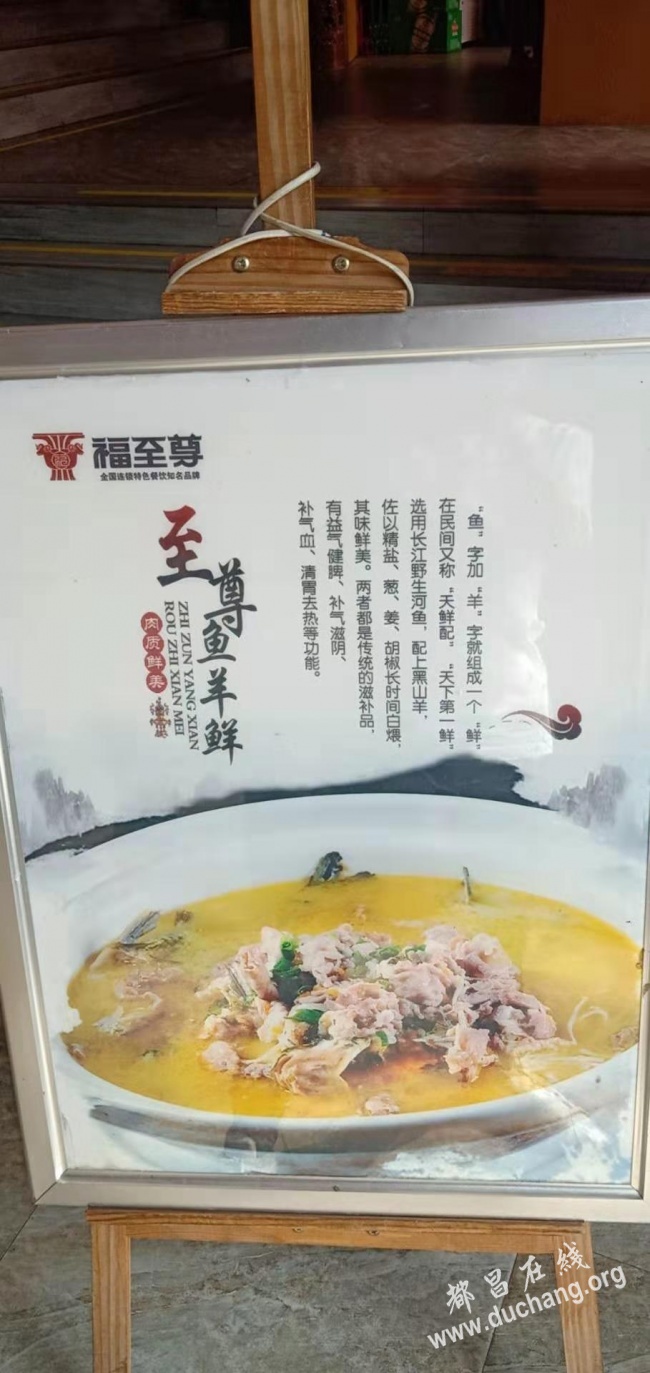 福至尊
全国连锁特色餐饮知名品牌
至尊鱼羊鲜
ZHI ZUN YANG XIAN
ROU ZHI XIAN MEI
肉质鲜美
“鱼”字加“羊”字就组成一个“鲜”
在民间又称“天鲜配”“天下第一鲜”
选用长江野生河鱼,配上黑山羊,
佐以精盐、葱、姜、胡椒长时间白煨,
其味鲜美。两者都是传统的滋补品,
有益气健脾、补气滋阴、
补气血、清胃去热等功能。
都昌在线
www.duchang.org